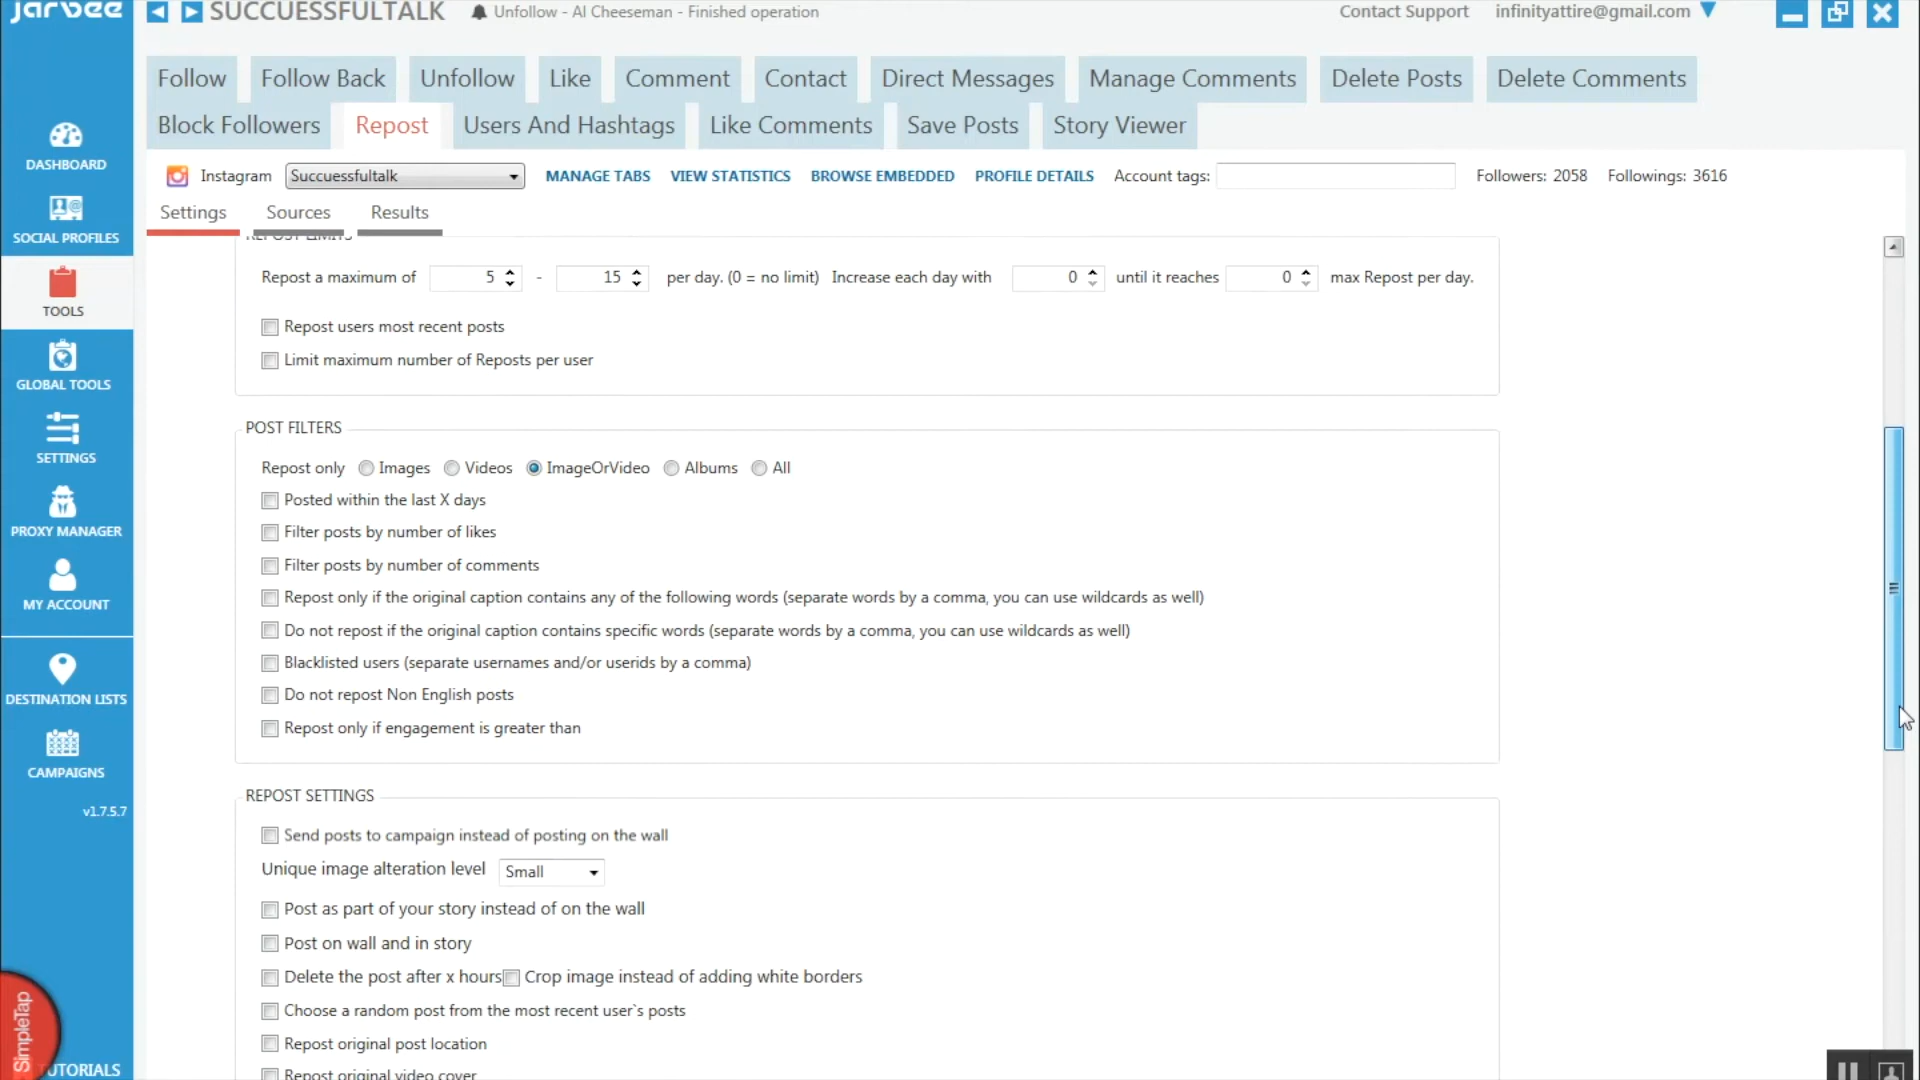 Jarvee
SUCCUESSFULTALK
Unfollow - Al Cheeseman - Finished operation
Contact Support
infinityattire@gmail.com
Follow
Follow Back
Unfollow
Like
Comment
Contact
Direct Messages
Manage Comments
Delete Posts
Delete Comments
Block Followers
Repost
Users And Hashtags
Like Comments
Save Posts
Story Viewer
DASHBOARD
SOCIAL PROFILES
TOOLS
GLOBAL TOOLS
SETTINGS
PROXY MANAGER
MY ACCOUNT
DESTINATION LISTS
CAMPAIGNS
v1.7.5.7
SimpleTap
UTORIALS
Instagram
Succuessfultalk
MANAGE TABS
VIEW STATISTICS
BROWSE EMBEDDED
PROFILE DETAILS
Account tags:
Followers: 2058
Followings: 3616
Settings
Sources
Results
REPOST LIMITS
Repost a maximum of 5 - 15 per day. (0 = no limit) Increase each day with 0 until it reaches 0 max Repost per day.
Repost users most recent posts
Limit maximum number of Reposts per user
POST FILTERS
Repost only Images Videos ImageOrVideo Albums All
Posted within the last X days
Filter posts by number of likes
Filter posts by number of comments
Repost only if the original caption contains any of the following words (separate words by a comma, you can use wildcards as well)
Do not repost if the original caption contains specific words (separate words by a comma, you can use wildcards as well)
Blacklisted users (separate usernames and/or userids by a comma)
Do not repost Non English posts
Repost only if engagement is greater than
REPOST SETTINGS
Send posts to campaign instead of posting on the wall
Unique image alteration level Small
Post as part of your story instead of on the wall
Post on wall and in story
Delete the post after x hours Crop image instead of adding white borders
Choose a random post from the most recent user`s posts
Repost original post location
Repost original video cover